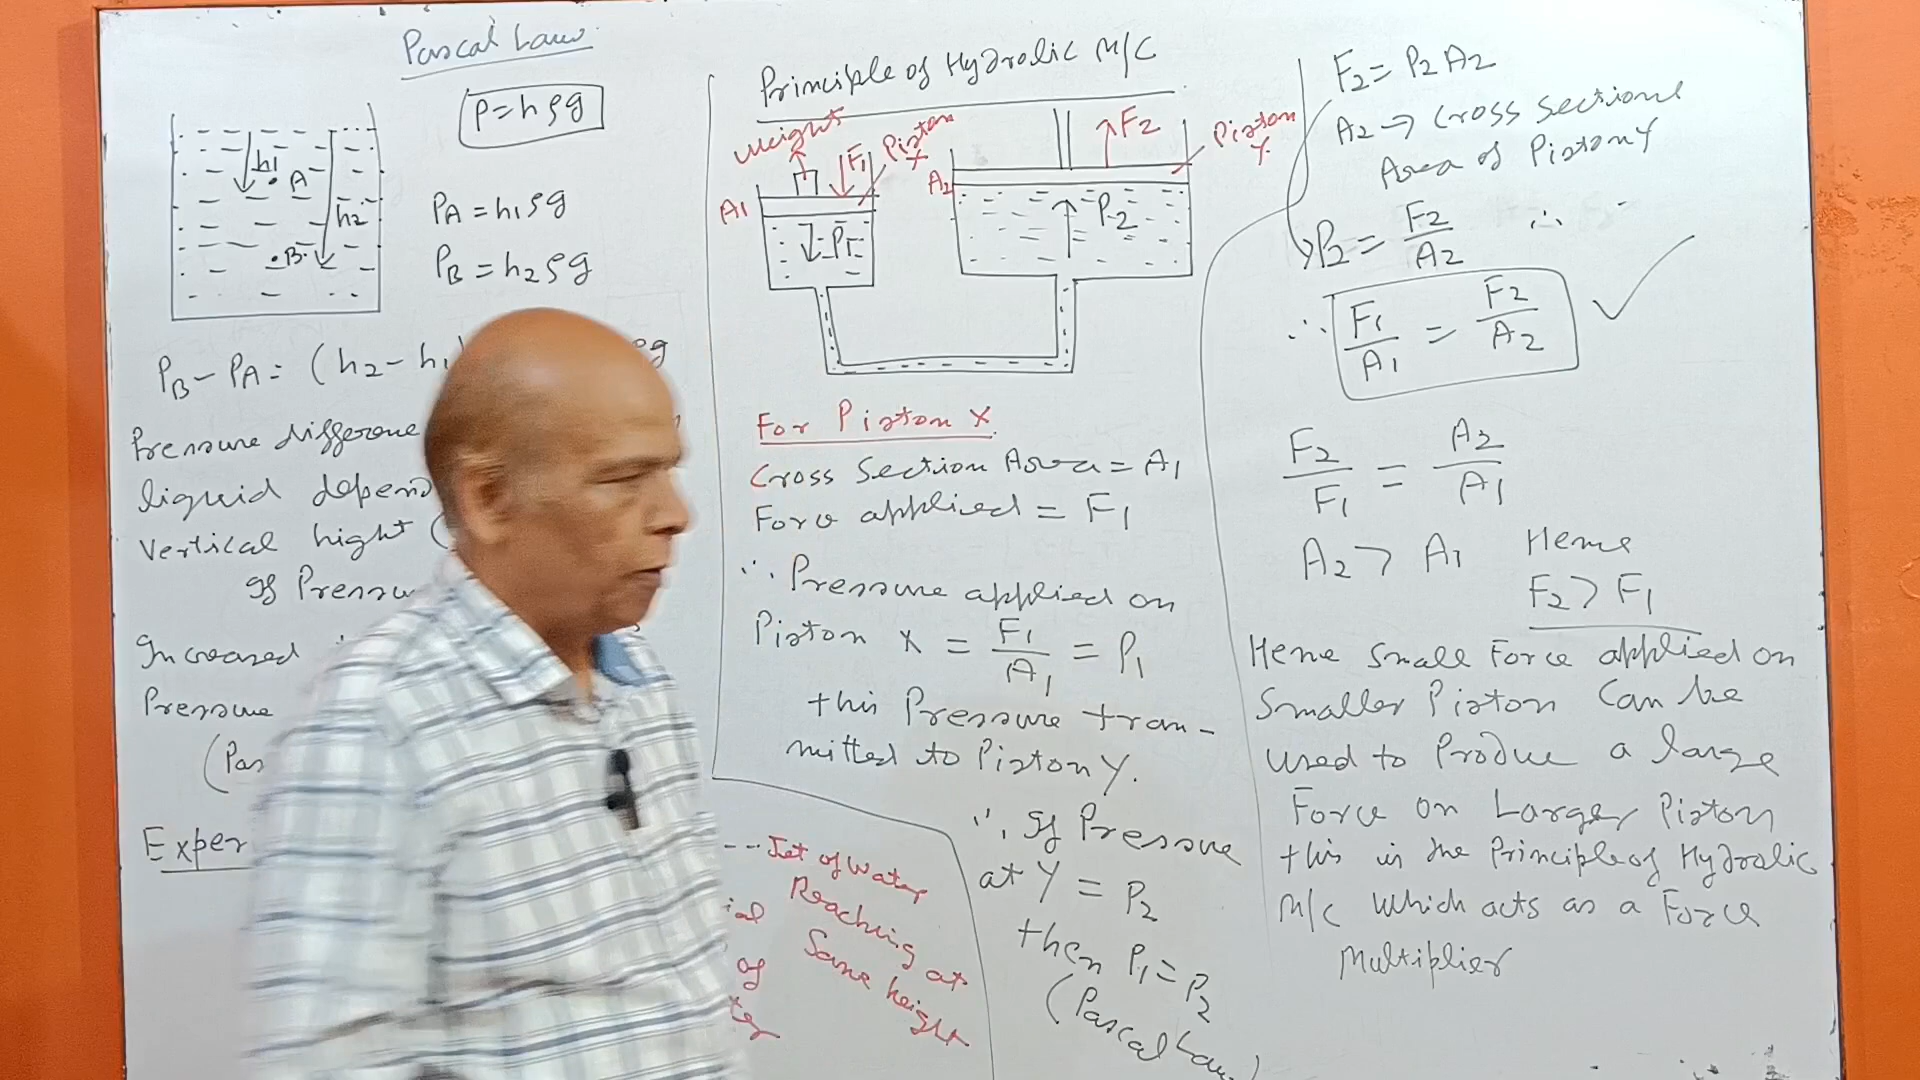 Pascal Law
P = hρg
h1
A
h2
B
PA = h1ρg
PB = h2ρg
PB - PA = (h2 - h1 ρg
Pressure difference
liquid depend
Vertical hight (
If Pressu
Increased
Pressure
(Pas
Exper
---Jet of Water
Reaching at
Same height
ial
of
Principle of Hydrolic M/C
Weight
F1
Piston
X
F2
Piston
Y
A1
A2
P1
P2
For Piston X
Cross Section Area = A1
Force applied = F1
∴ Pressure applied on
Piston X = F1/A1 = P1
this Pressure tran-
mitted to Piston Y.
∴ If Pressure
at Y = P2
then P1 = P2
(Pascal Law)
F2 = P2 A2
A2 → Cross Sectional
Area of Piston Y
P2 = F2/A2 ∴
∴ F1/A1 = F2/A2 ✓
F2/F1 = A2/A1
A2 > A1 Hence
F2 > F1
Hence Small Force applied on
Smaller Piston Can be
used to Produce a large
Force on Larger Piston
this is the Principle of Hydrolic
M/C which acts as a Force
Multiplier